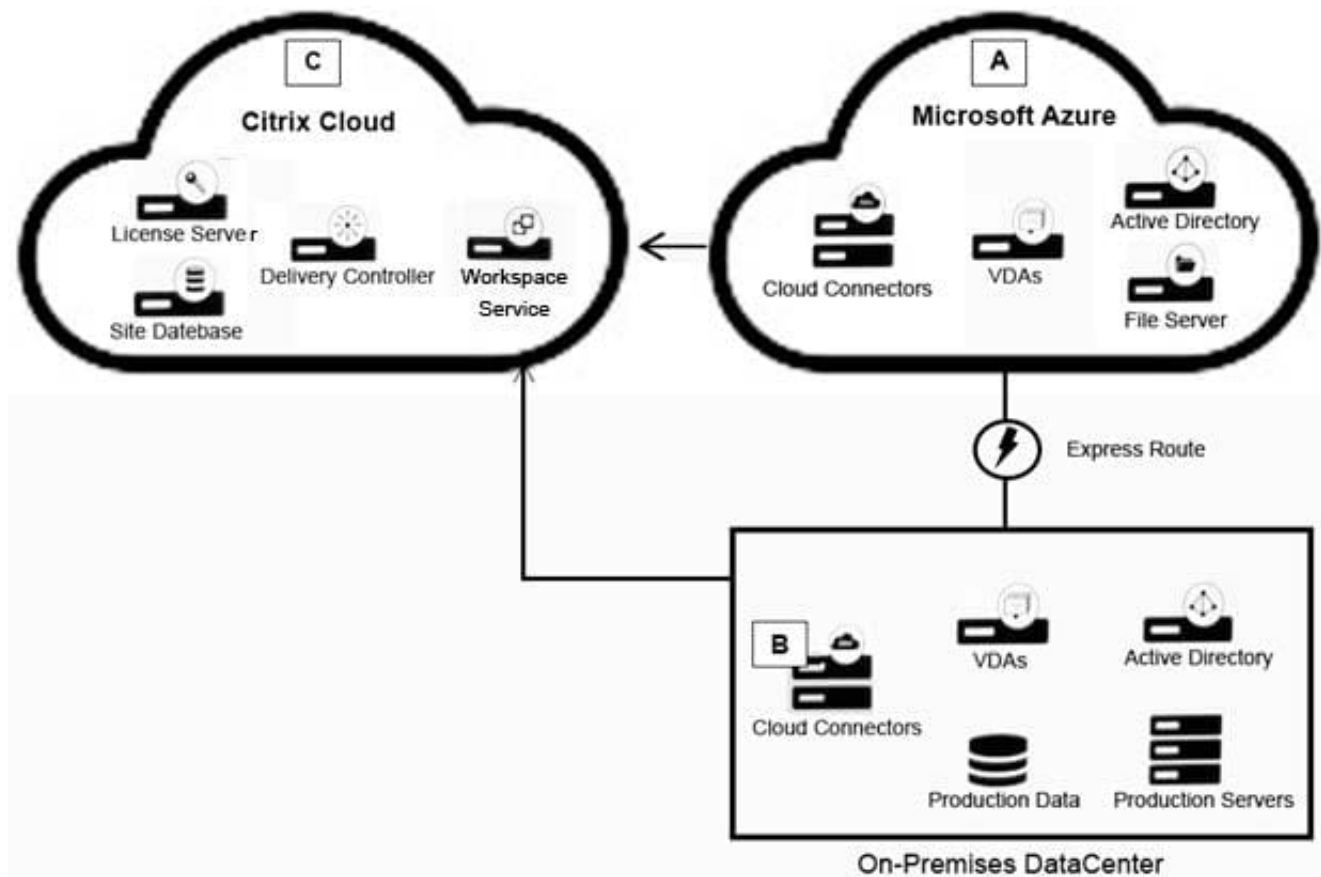 C
Citrix Cloud
License Server
Delivery Controller
Workspace
Service
Site Datebase
A
Microsoft Azure
Cloud Connectors
VDAs
Active Directory
File Server
Express Route
B
Cloud Connectors
VDAs
Active Directory
Production Data
Production Servers
On-Premises DataCenter